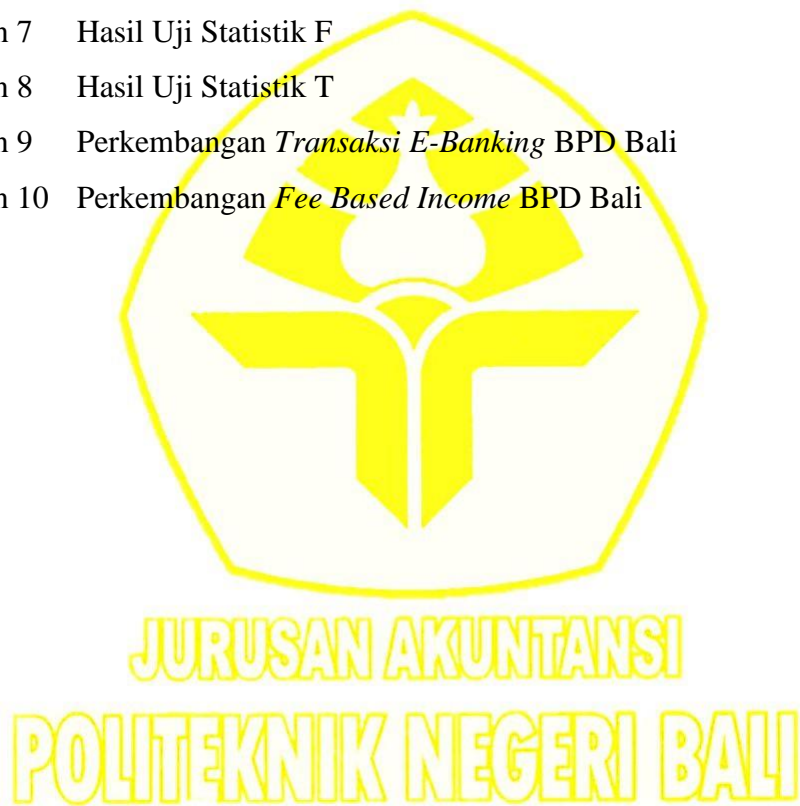 n 7 Hasil Uji Statistik F
n 8 Hasil Uji Statistik T
n 9 Perkembangan Transaksi E-Banking BPD Bali
n 10 Perkembangan Fee Based Income BPD Bali
JURUSAN AKUNTANSI
POLITEKNIK NEGERI BALI